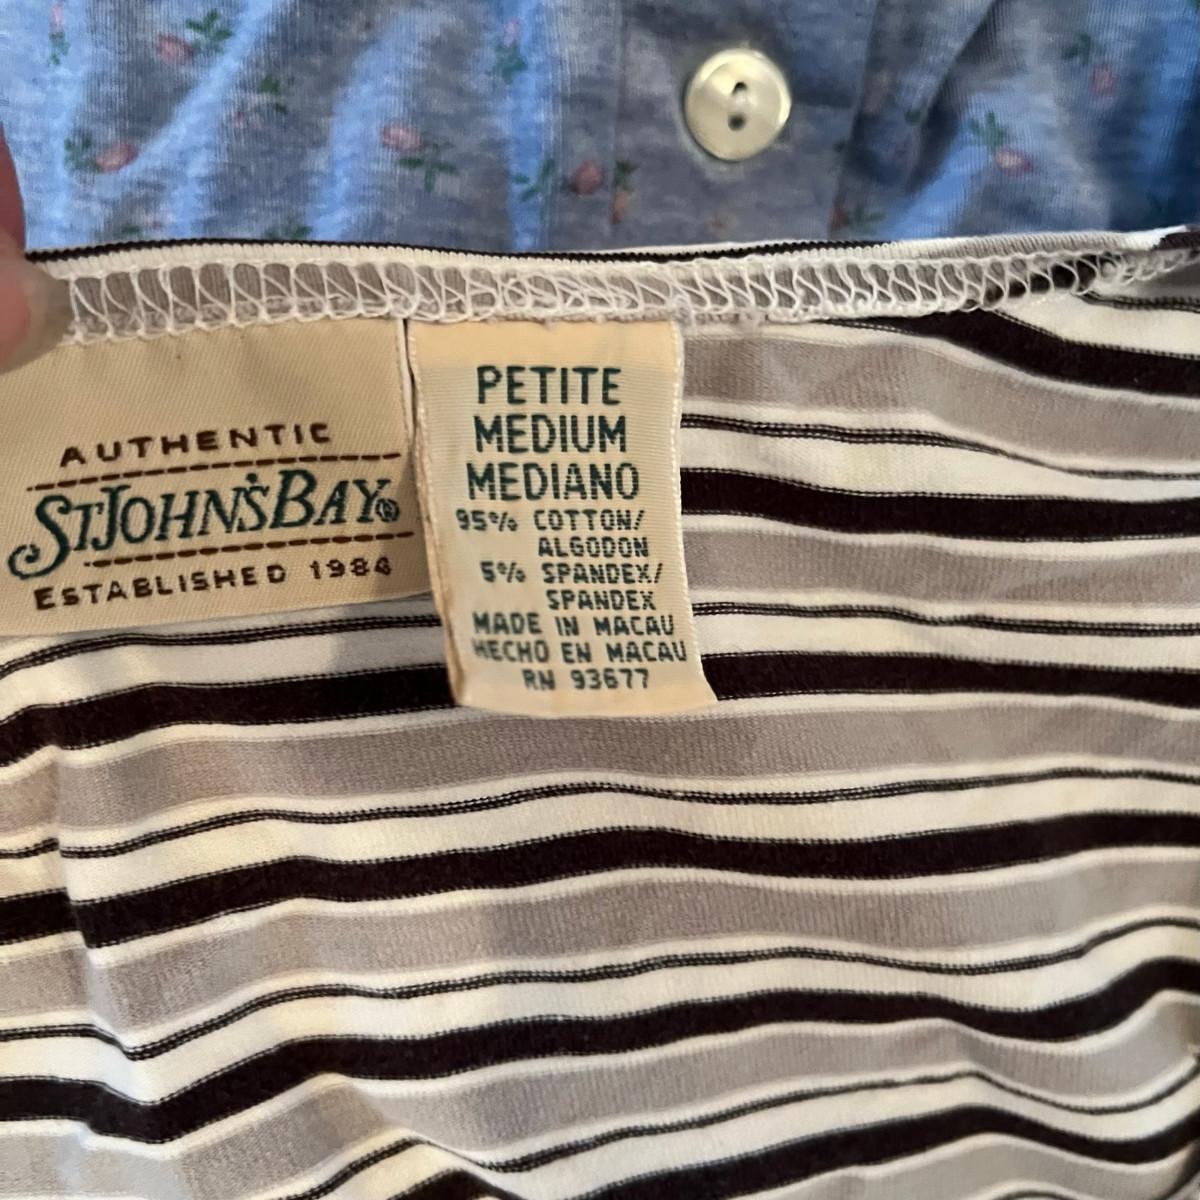 AUTHENTIC
ST. JOHN'S BAY®
ESTABLISHED 1984
PETITE
MEDIUM
MEDIANO
95% COTTON/
ALGODON
5% SPANDEX/
SPANDEX
MADE IN MACAU
HECHO EN MACAU
RN 93677